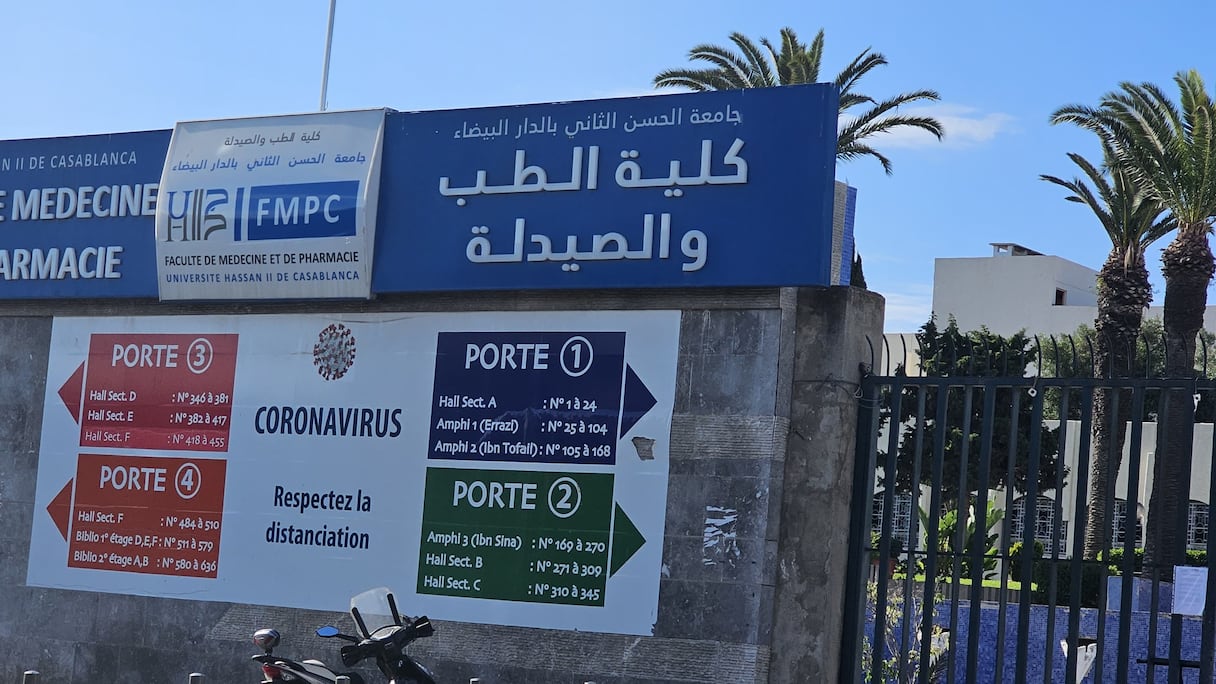 N II DE CASABLANCA
E MEDECINE
ARMACIE
كلية الطب والصيدلة
جامعة الحسن الثاني بالدار البيضاء
FMPC
FACULTE DE MEDECINE ET DE PHARMACIE
UNIVERSITE HASSAN II DE CASABLANCA
جامعة الحسن الثاني بالدار البيضاء
كلية الطب
والصيدلة
PORTE 3
Hall Sect. D : N° 346 à 381
Hall Sect. E : N° 382 à 417
Hall Sect. F : N° 418 à 455
PORTE 4
Hall Sect. F : N° 484 à 510
Biblio 1° étage D,E,F : N° 511 à 579
Biblio 2° étage A,B : N° 580 à 636
CORONAVIRUS
Respectez la
distanciation
PORTE 1
Hall Sect. A : N° 1 à 24
Amphi 1 (Errazi) : N° 25 à 104
Amphi 2 (Ibn Tofail) : N° 105 à 168
PORTE 2
Amphi 3 (Ibn Sina) : N° 169 à 270
Hall Sect. B : N° 271 à 309
Hall Sect. C : N° 310 à 345